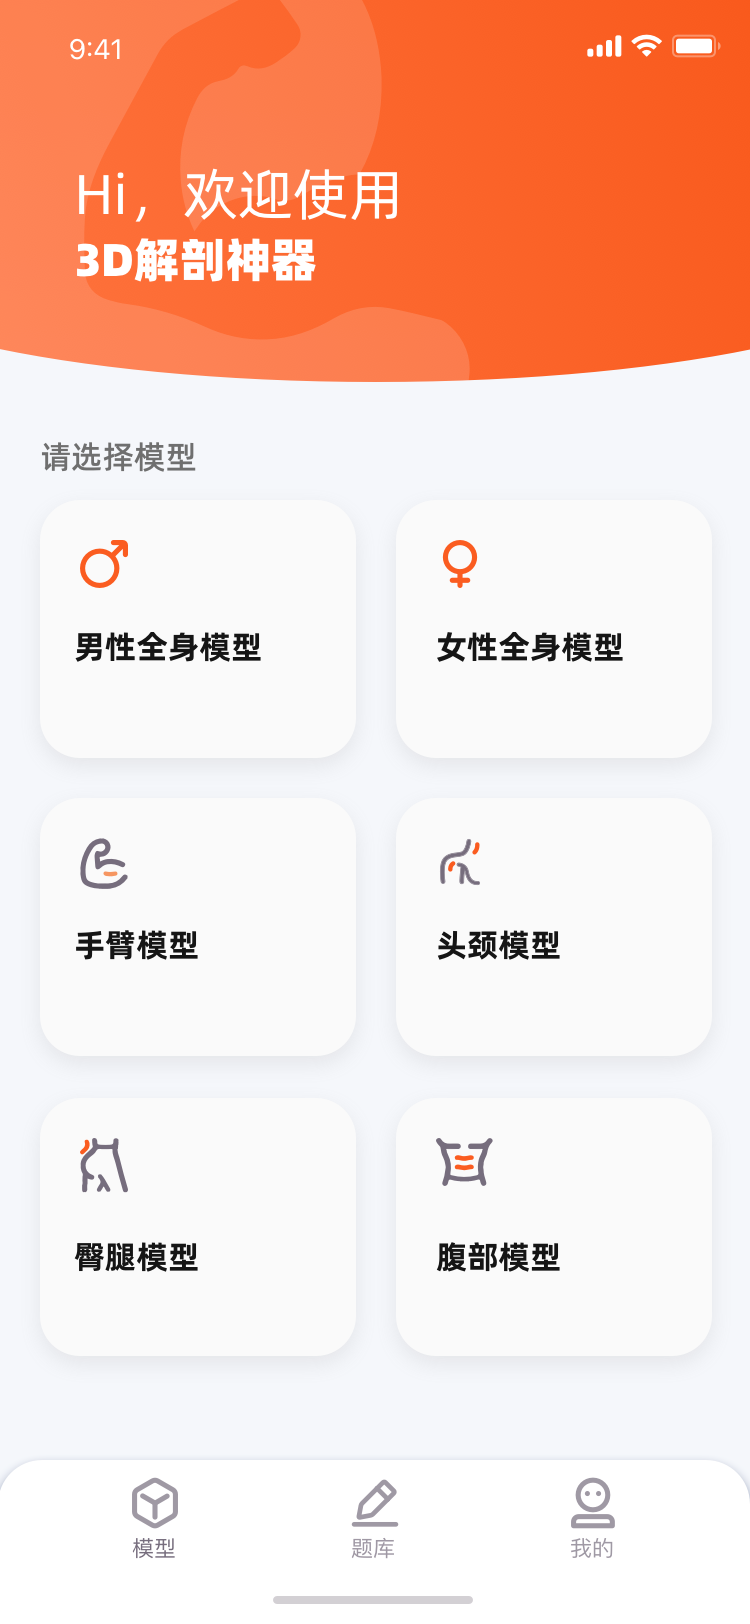 9:41
Hi，欢迎使用
3D解剖神器
请选择模型
男性全身模型
女性全身模型
手臂模型
头颈模型
臀腿模型
腹部模型
模型
题库
我的